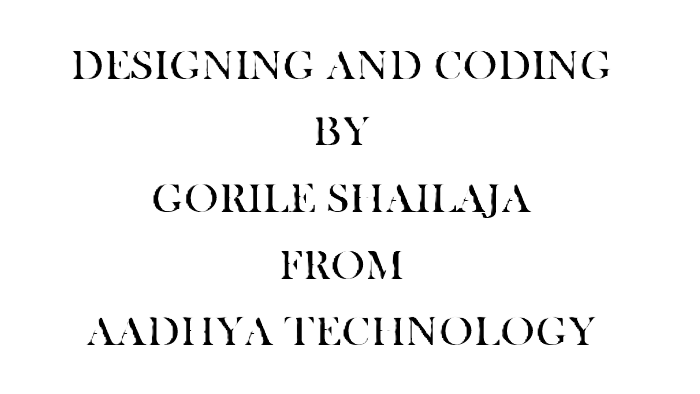 DESIGNING AND CODING
BY
GORILE SHAILAJA
FROM
AADHYA TECHNOLOGY